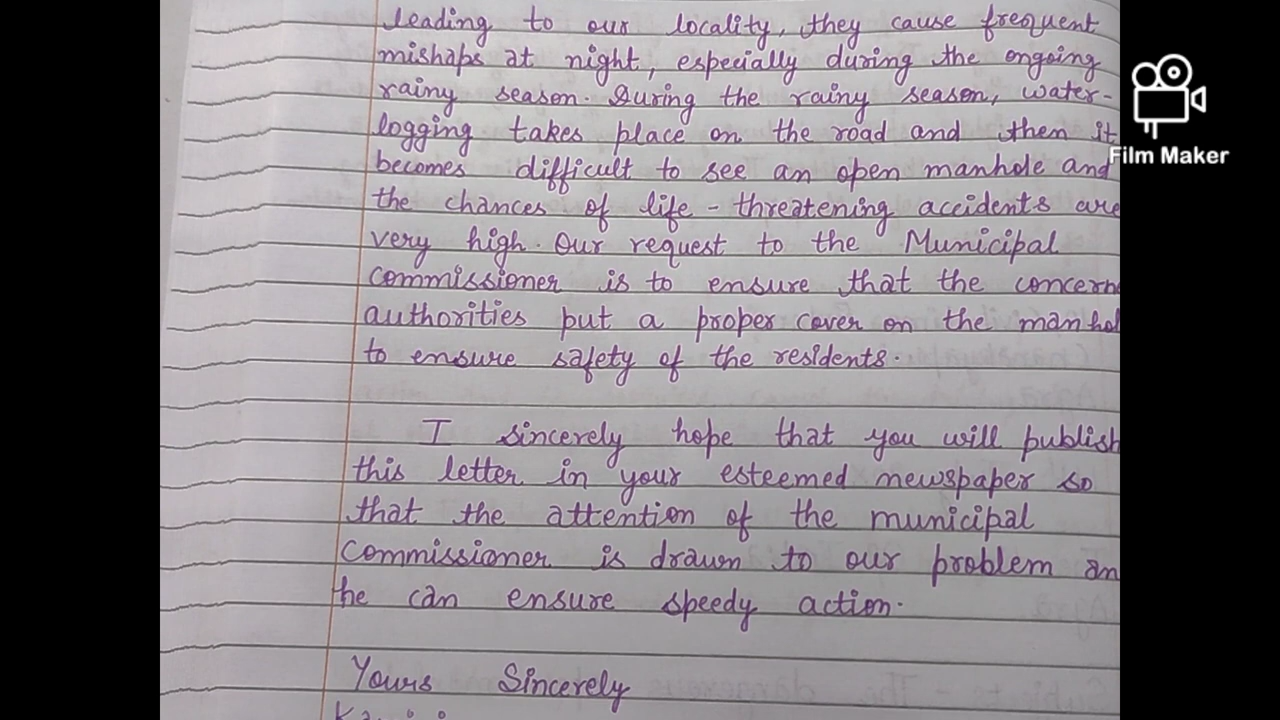 leading to our locality, they cause frequent
mishaps at night, especially during the ongoing
rainy season. During the rainy season, water-
logging takes place on the road and then it
becomes difficult to see an open manhole and
the chances of life - threatening accidents are
very high. Our request to the Municipal
commissioner is to ensure that the concern
authorities put a proper cover on the manhol
to ensure safety of the residents.
I sincerely hope that you will publish
this letter in your esteemed newspaper so
that the attention of the municipal
Commissioner is drawn to our problem an
he can ensure speedy action.
Yours Sincerely
Film Maker